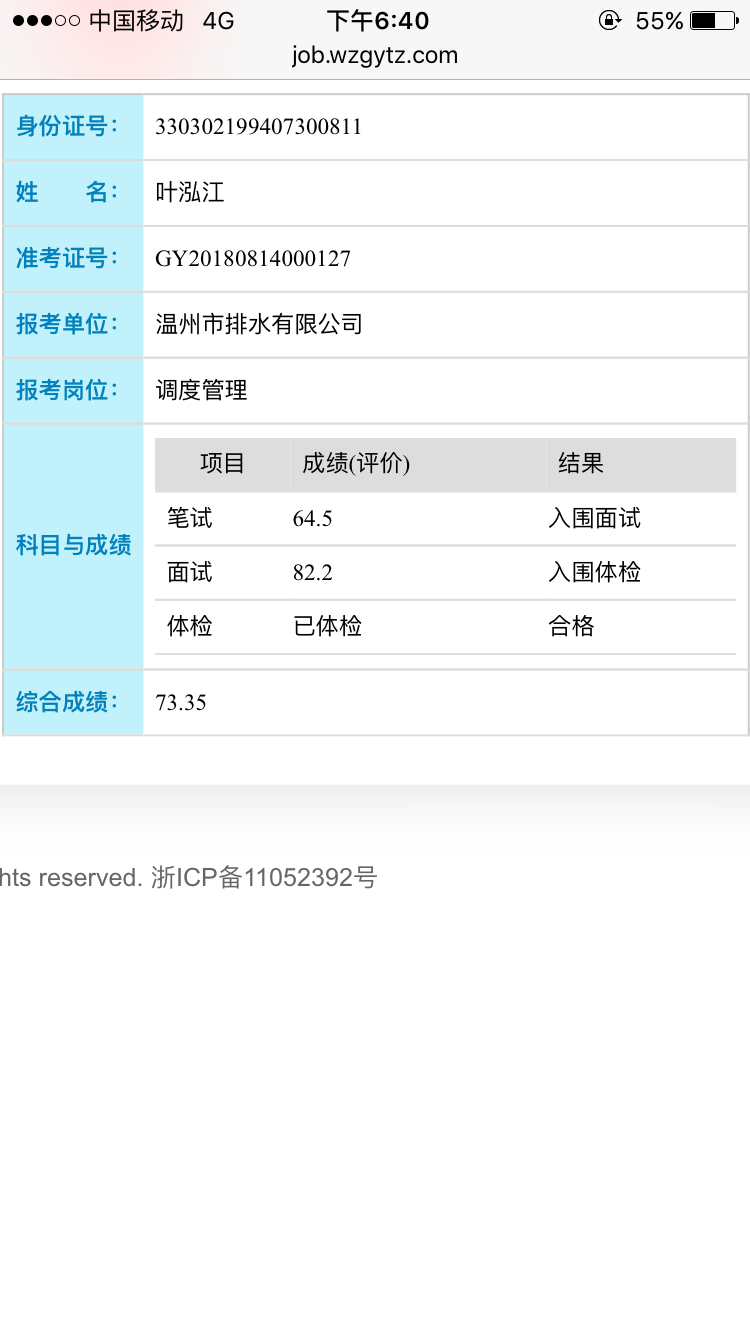 中国移动 4G 下午6:40 55%
job.wzgytz.com
身份证号： 330302199407300811
姓 名： 叶泓江
准考证号： GY20180814000127
报考单位： 温州市排水有限公司
报考岗位： 调度管理
科目与成绩
项目 成绩(评价) 结果
笔试 64.5 入围面试
面试 82.2 入围体检
体检 已体检 合格
综合成绩： 73.35
hts reserved. 浙ICP备11052392号